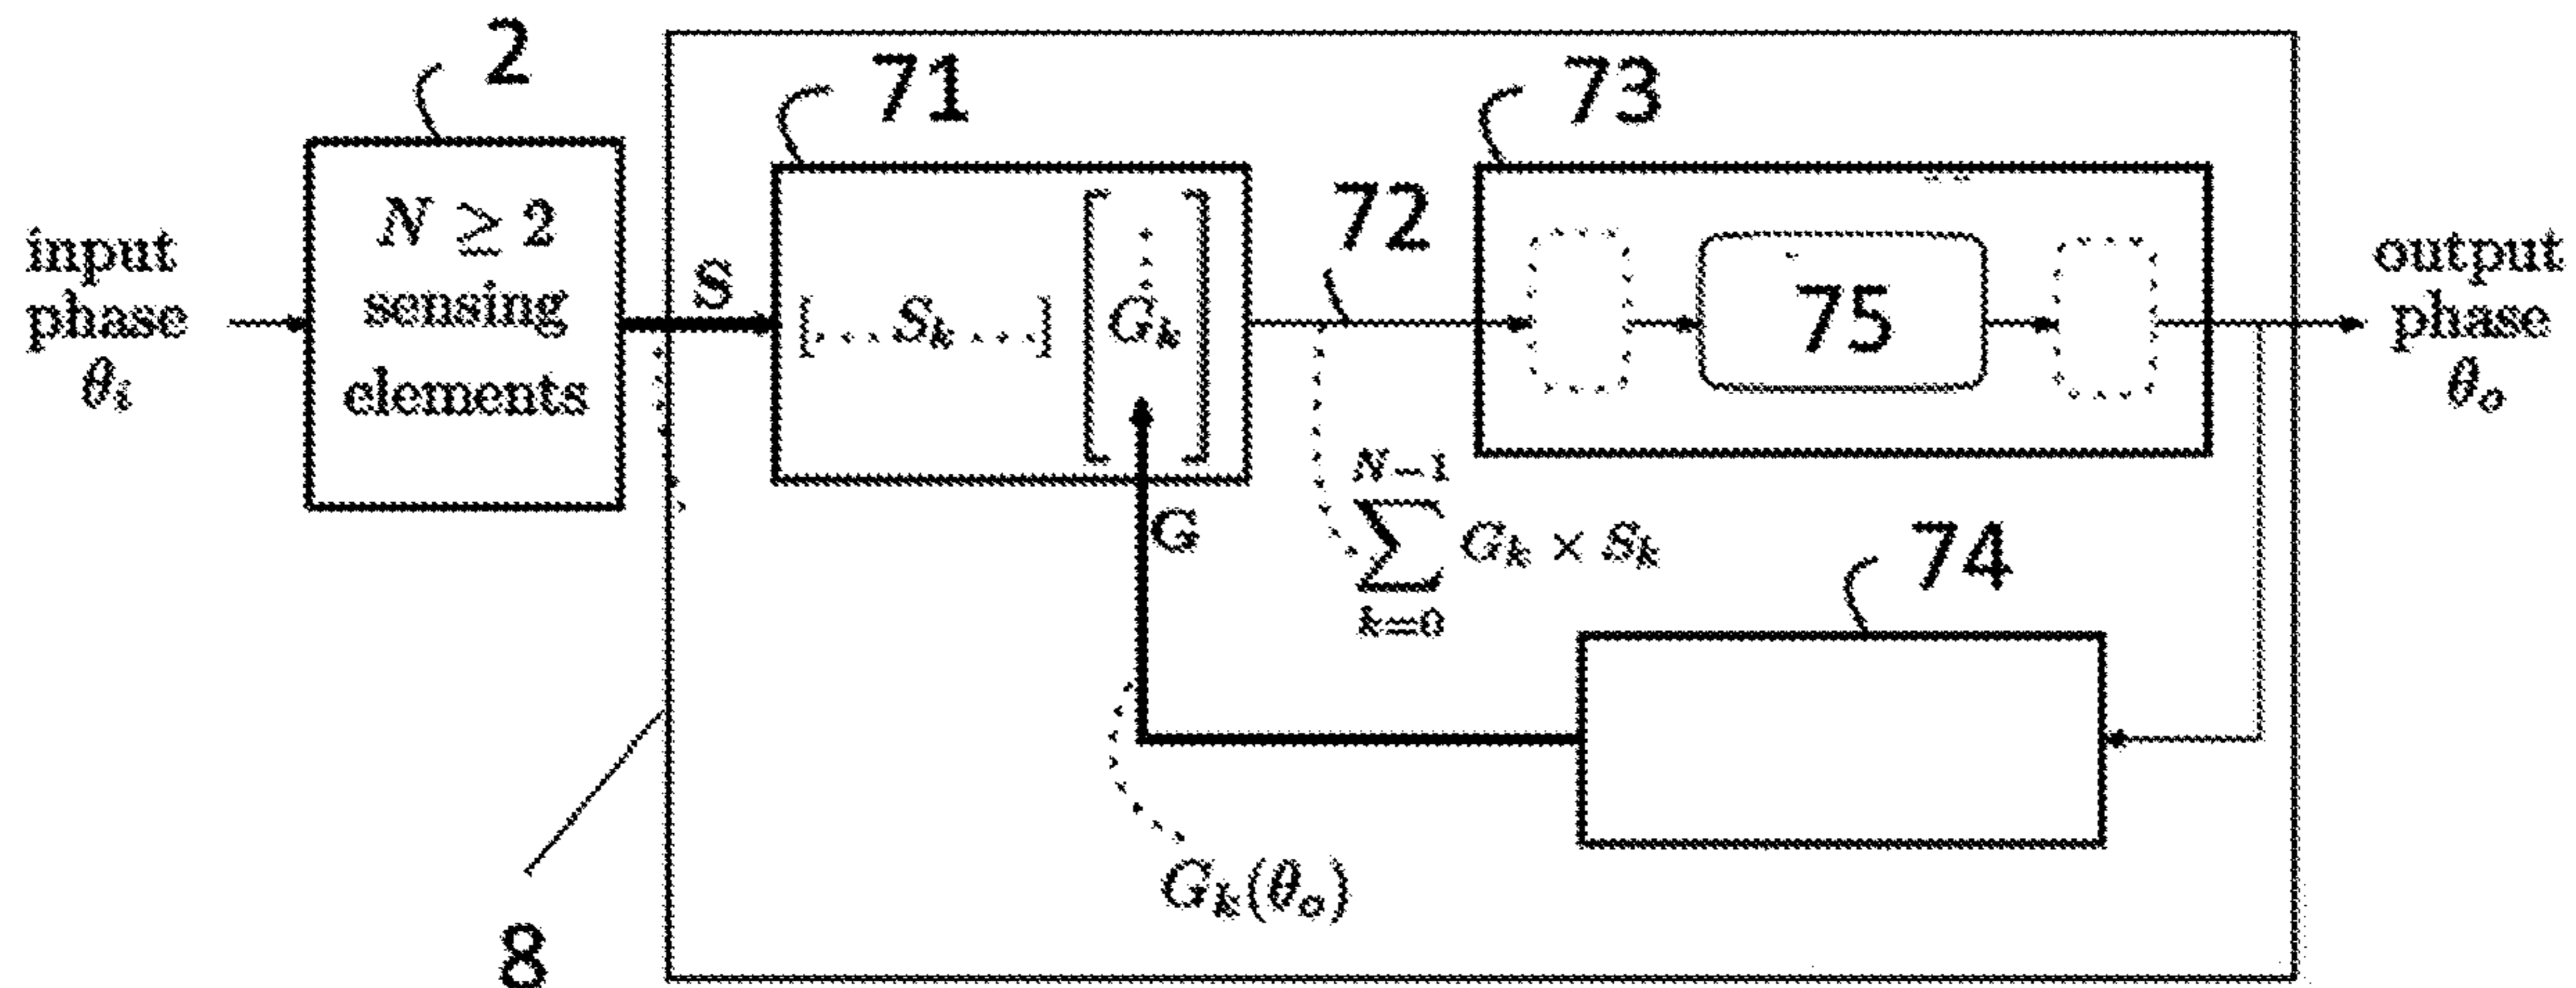 2
71
73
72
input
phase
θᵢ
N ≥ 2
sensing
elements
S
[...Sₖ...]
⋮
Gₖ
75
output
phase
θₒ
G
N−1
∑ Gₖ × Sₖ
k=0
74
Gₖ(θₒ)
8